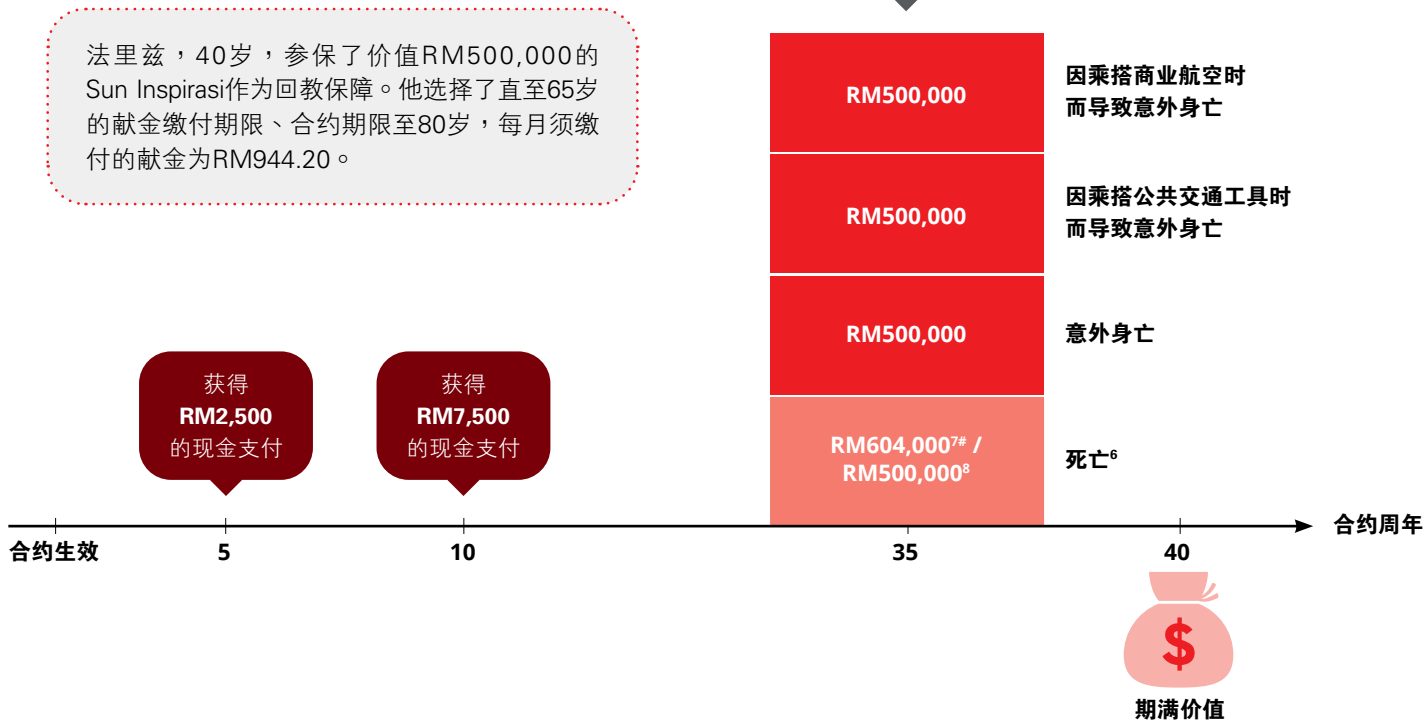 法里兹，40岁，参保了价值RM500,000的
Sun Inspirasi作为回教保障。他选择了直至65岁
的献金缴付期限、合约期限至80岁，每月须缴
付的献金为RM944.20。
RM500,000
因乘搭商业航空时
而导致意外身亡
RM500,000
因乘搭公共交通工具时
而导致意外身亡
RM500,000
意外身亡
获得
RM2,500
的现金支付
获得
RM7,500
的现金支付
RM604,000⁷# /
RM500,000⁸
死亡⁶
合约生效
5
10
35
40
合约周年
$
期满价值